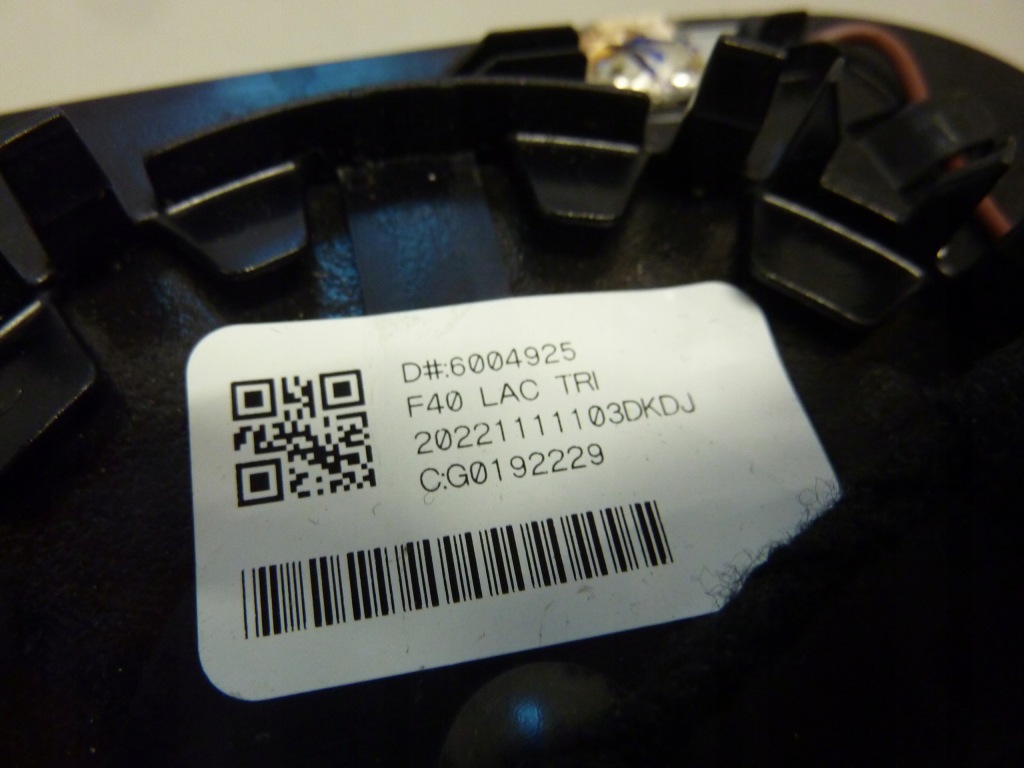 D#:6004925
F40 LAC TRI
20221111103DKDJ
C:G0192229